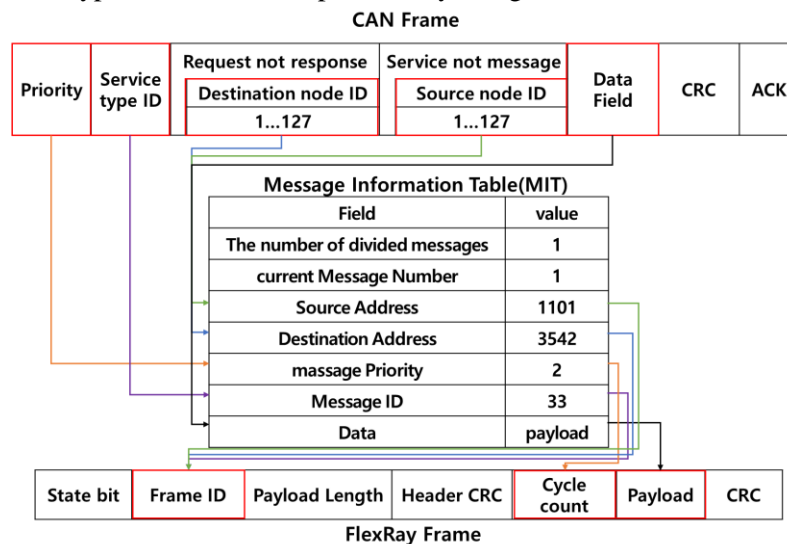 CAN Frame
Priority
Service type ID
Request not response
Destination node ID
1...127
Service not message
Source node ID
1...127
Data Field
CRC
ACK
Message Information Table(MIT)
Field value
The number of divided messages 1
current Message Number 1
Source Address 1101
Destination Address 3542
massage Priority 2
Message ID 33
Data payload
State bit
Frame ID
Payload Length
Header CRC
Cycle count
Payload
CRC
FlexRay Frame